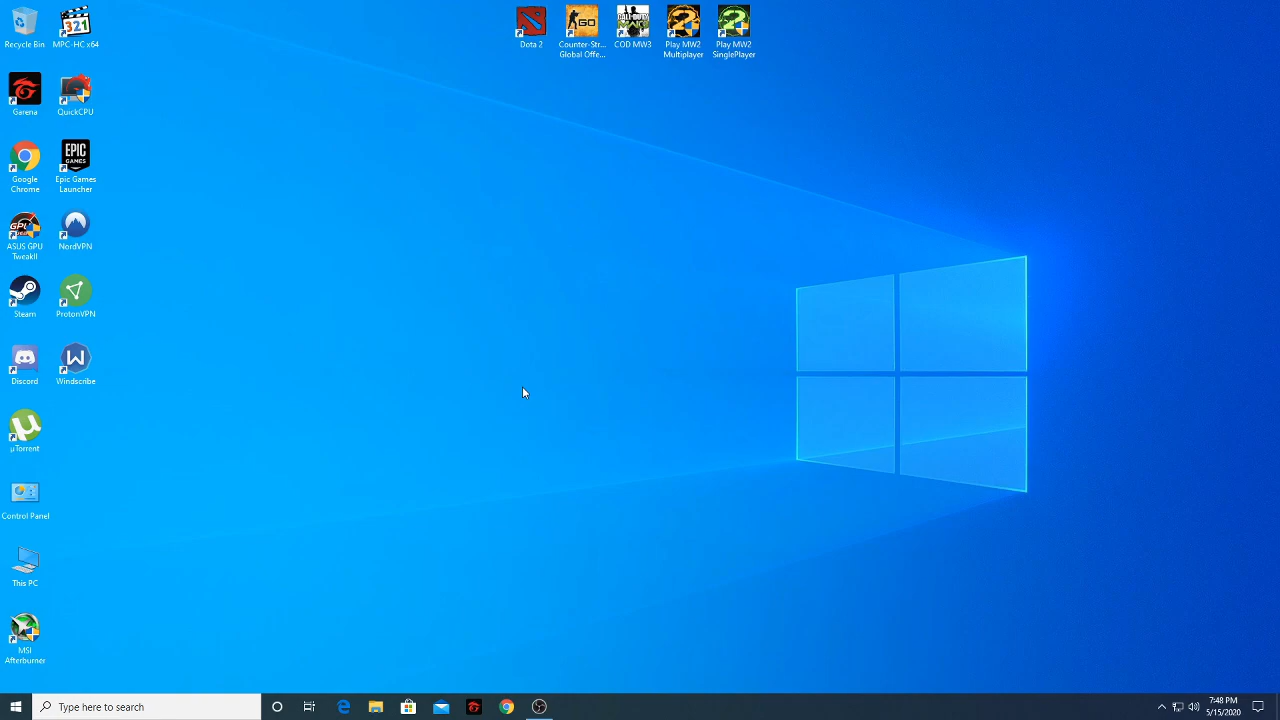 Recycle Bin
MPC-HC x64
Dota 2
Counter-Str...
Global Offe...
COD MW3
Play MW2
Multiplayer
Play MW2
SinglePlayer
321
GO
Garena
QuickCPU
EPIC
GAMES
Google
Chrome
Epic Games
Launcher
ASUS GPU
TweakII
NordVPN
Steam
ProtonVPN
Discord
Windscribe
µTorrent
Control Panel
This PC
MSI
Afterburner
Type here to search
7:48 PM
5/15/2020